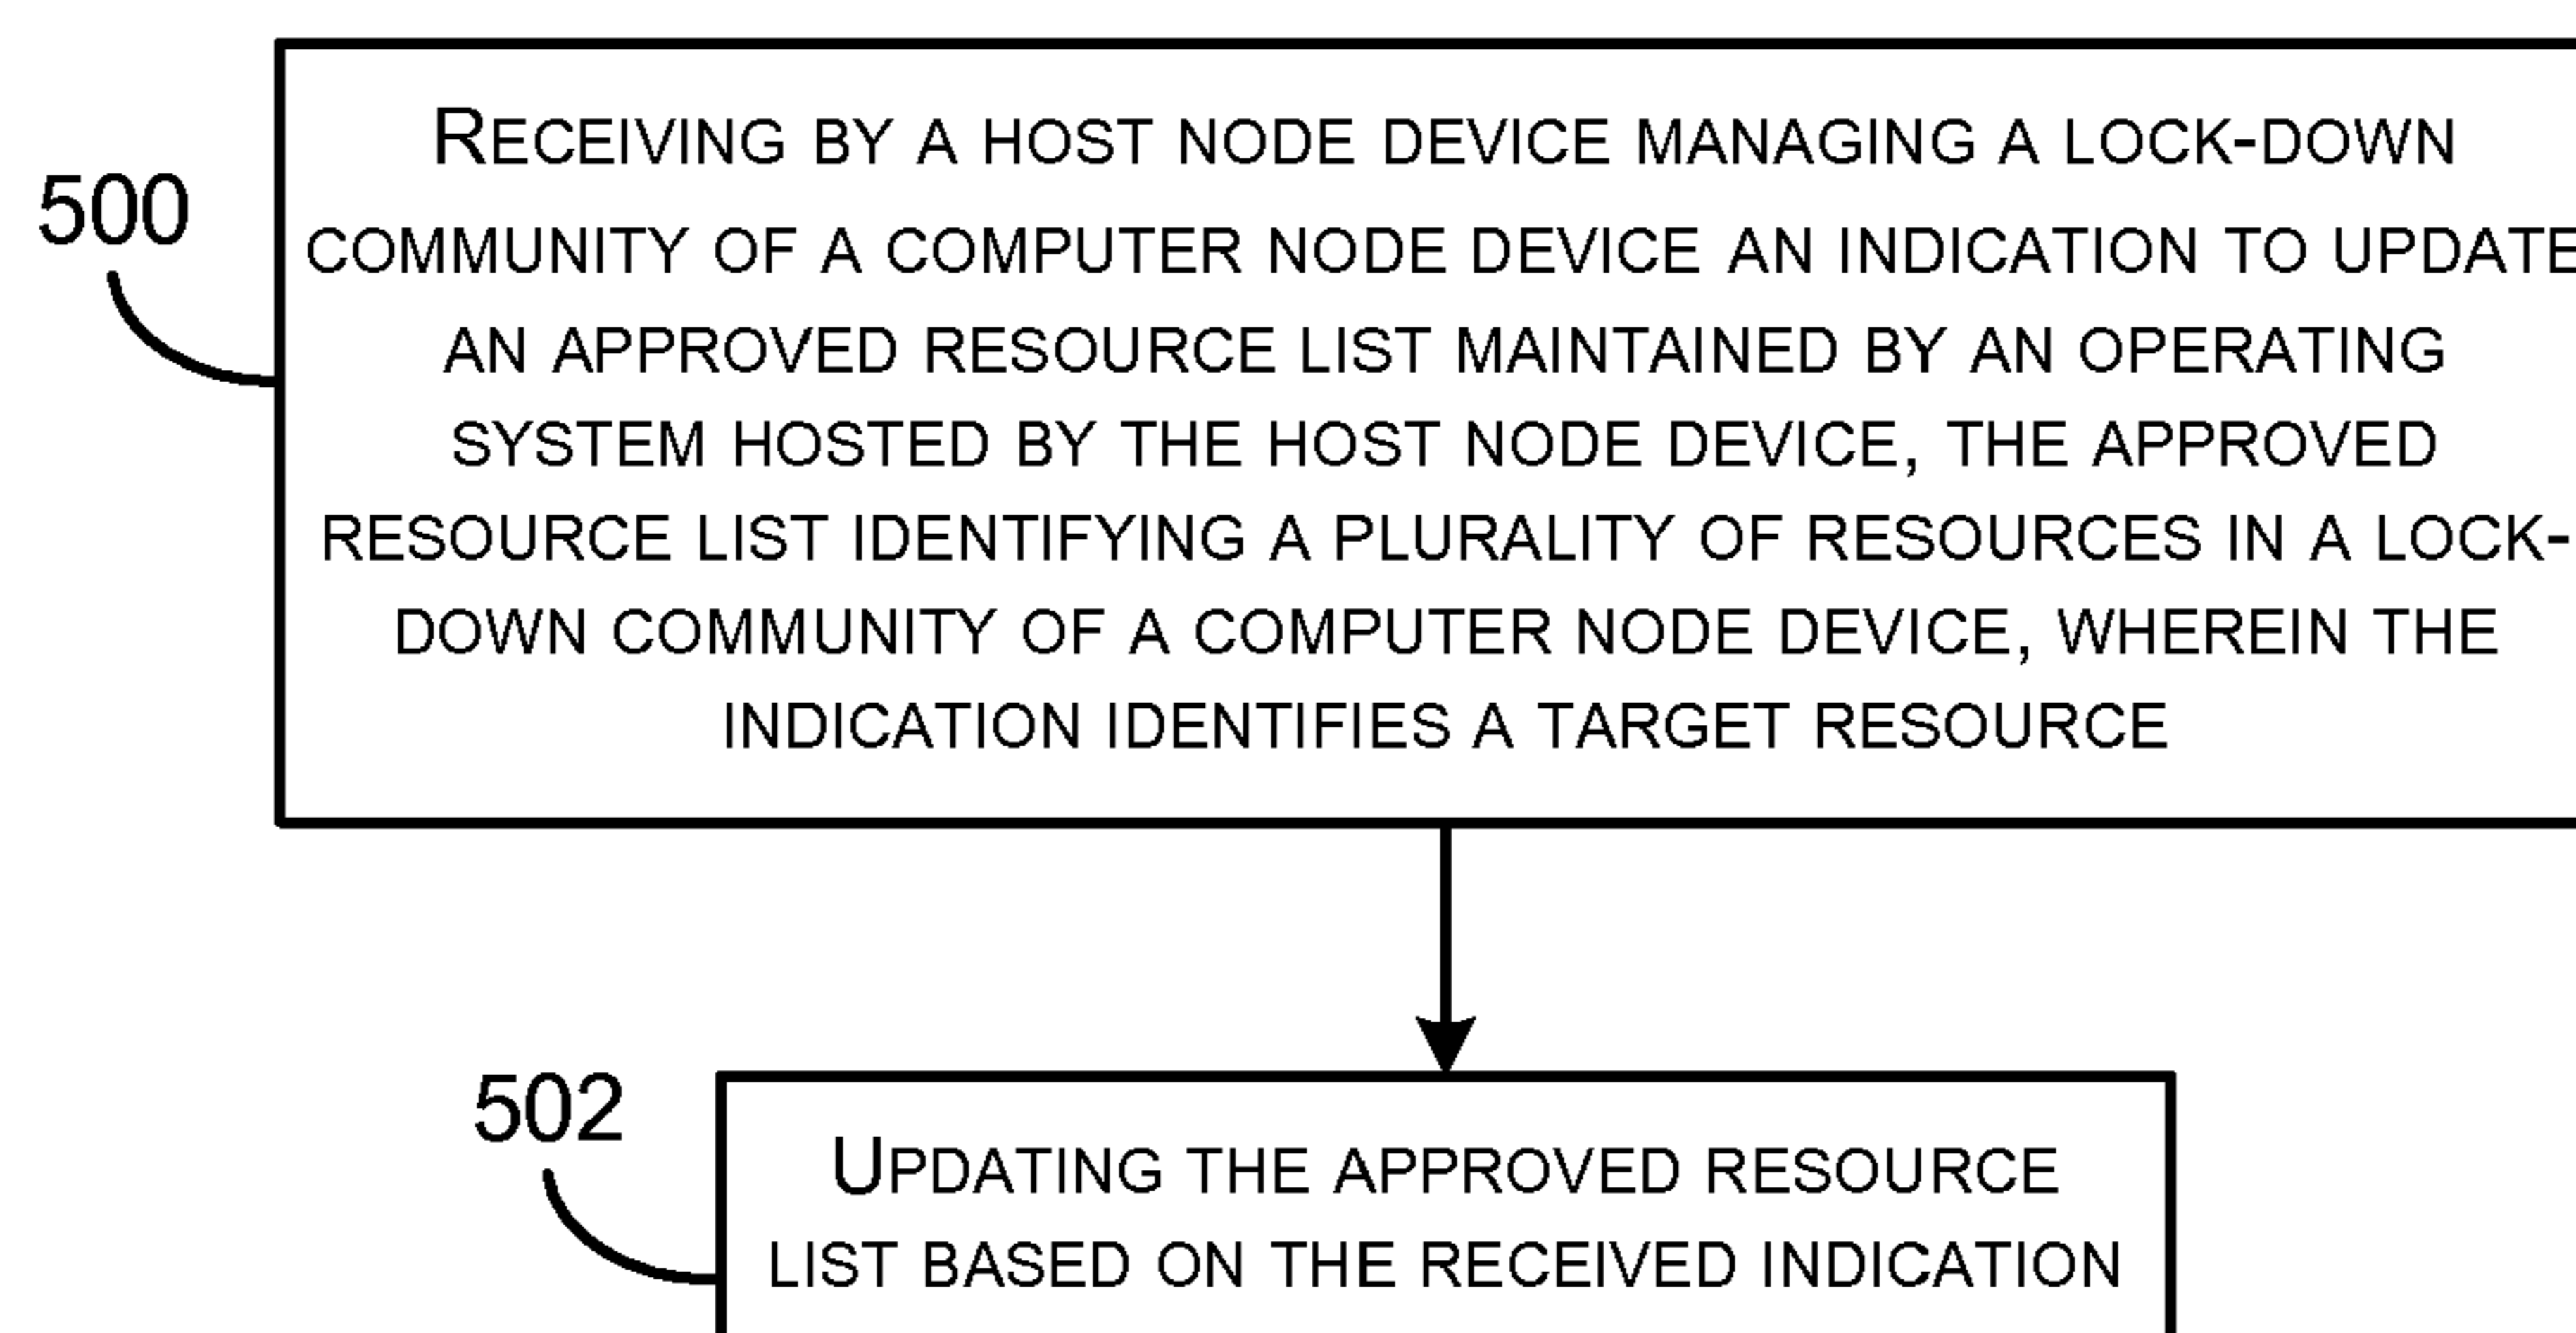 RECEIVING BY A HOST NODE DEVICE MANAGING A LOCK-DOWN
500
COMMUNITY OF A COMPUTER NODE DEVICE AN INDICATION TO UPDATE
AN APPROVED RESOURCE LIST MAINTAINED BY AN OPERATING
SYSTEM HOSTED BY THE HOST NODE DEVICE, THE APPROVED
RESOURCE LIST IDENTIFYING A PLURALITY OF RESOURCES IN A LOCK-
DOWN COMMUNITY OF A COMPUTER NODE DEVICE, WHEREIN THE
INDICATION IDENTIFIES A TARGET RESOURCE
502
UPDATING THE APPROVED RESOURCE
LIST BASED ON THE RECEIVED INDICATION